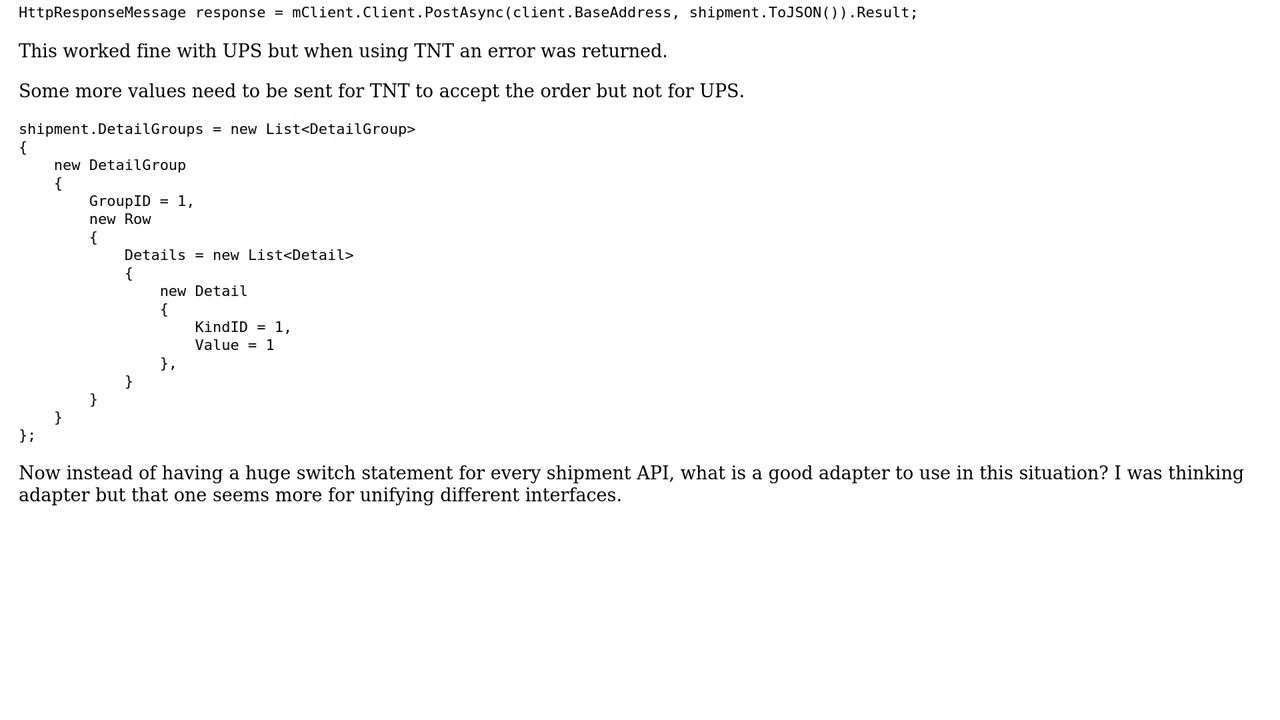 HttpResponseMessage response = mClient.Client.PostAsync(client.BaseAddress, shipment.ToJSON()).Result;
This worked fine with UPS but when using TNT an error was returned.
Some more values need to be sent for TNT to accept the order but not for UPS.
shipment.DetailGroups = new List<DetailGroup>
{
    new DetailGroup
    {
        GroupID = 1,
        new Row
        {
            Details = new List<Detail>
            {
                new Detail
                {
                    KindID = 1,
                    Value = 1
                },
            }
        }
    }
};
Now instead of having a huge switch statement for every shipment API, what is a good adapter to use in this situation? I was thinking
adapter but that one seems more for unifying different interfaces.